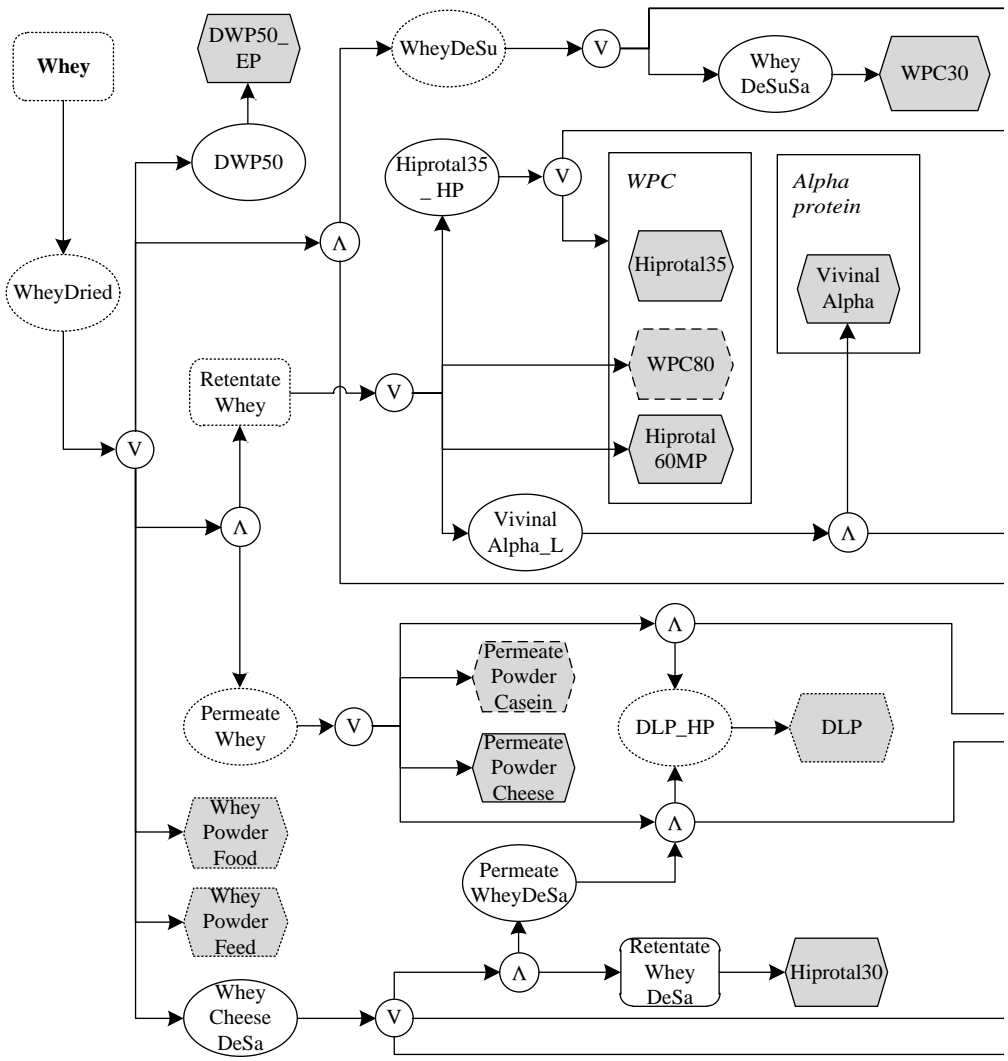 Whey
DWP50_
EP
WheyDeSu
V
Whey
DeSuSa
WPC30
DWP50
Hiprotal35
_ HP
V
WPC
Alpha
protein
Λ
Hiprotal35
Vivinal
Alpha
WheyDried
Retentate
Whey
V
WPC80
Hiprotal
60MP
V
Λ
Vivinal
Alpha_L
Λ
Λ
Permeate
Powder
Casein
Permeate
Whey
V
DLP_HP
DLP
Permeate
Powder
Cheese
Whey
Powder
Food
Λ
Permeate
WheyDeSa
Whey
Powder
Feed
Λ
Retentate
Whey
DeSa
Hiprotal30
Whey
Cheese
DeSa
V